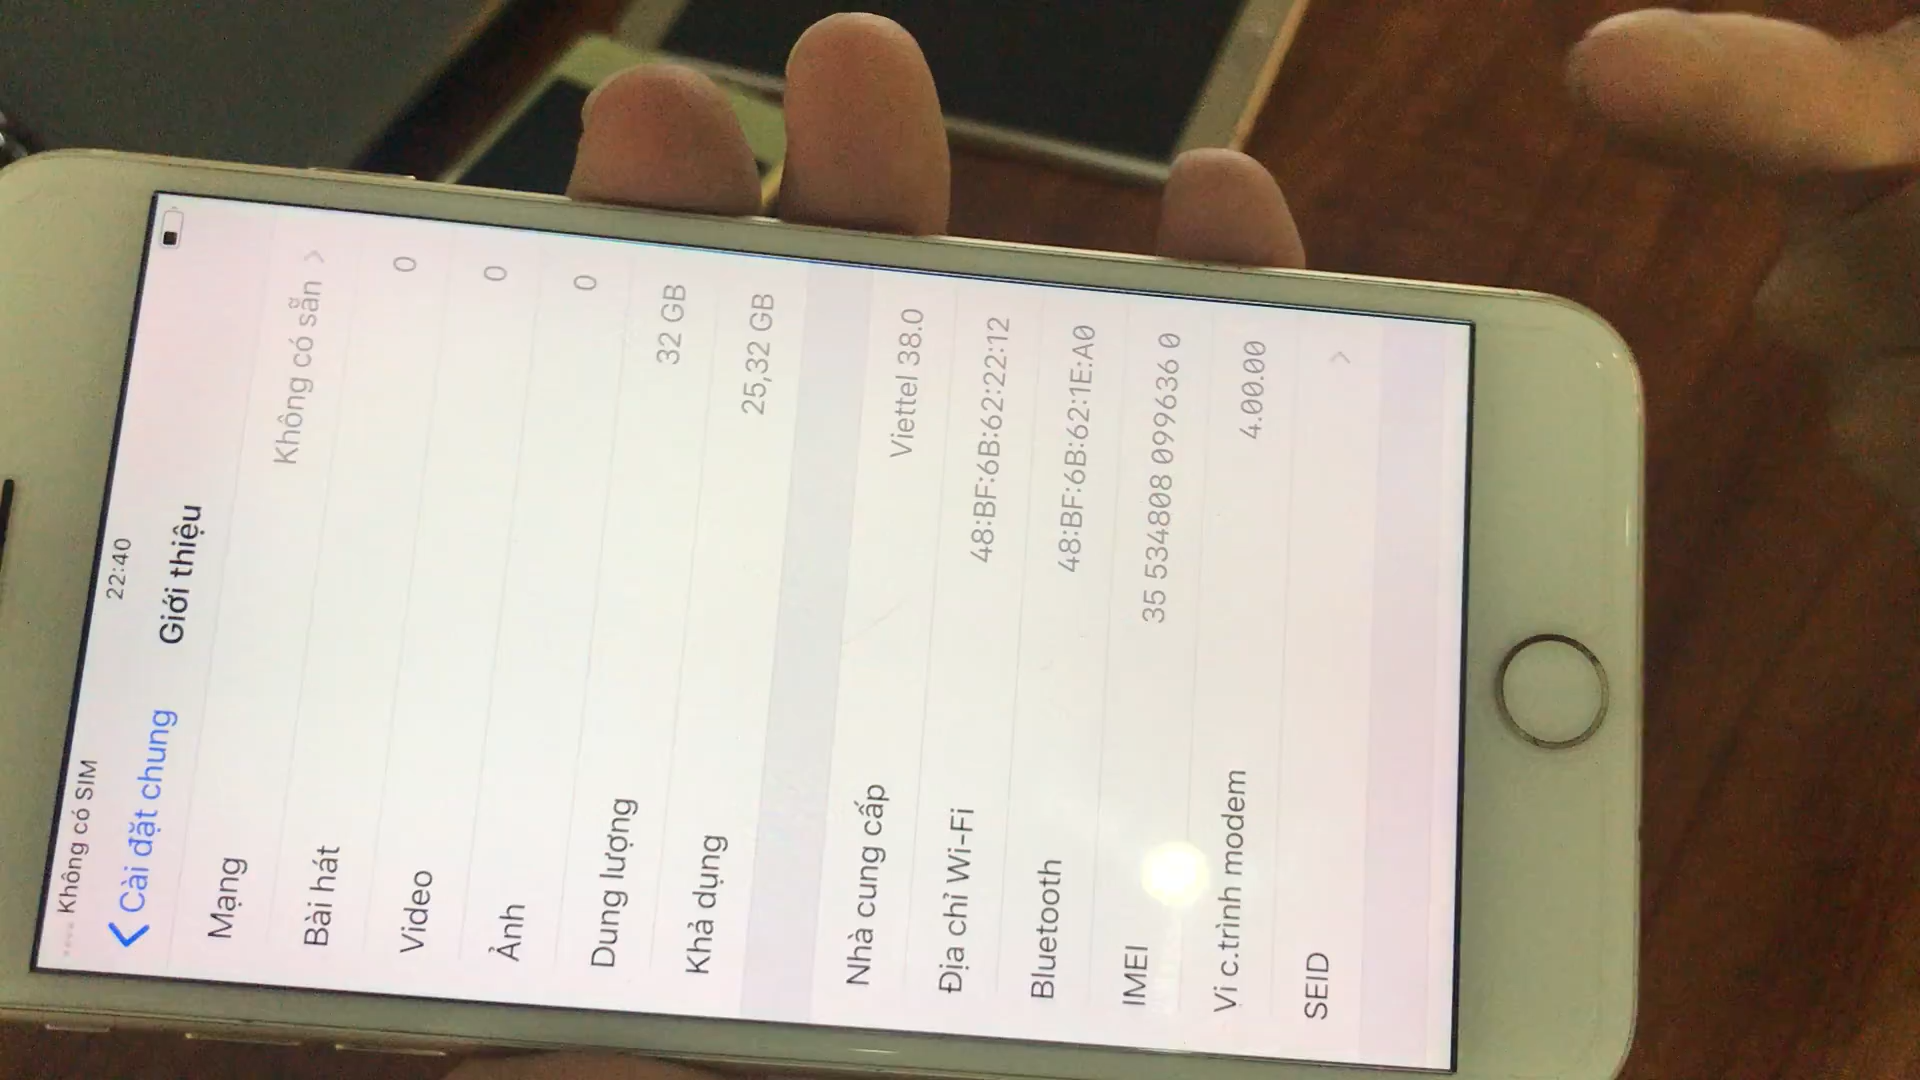 Không có SIM 22:40
Cài đặt chung Giới thiệu
Mạng Không có sẵn
Bài hát 0
Video 0
Ảnh 0
Dung lượng 32 GB
Khả dụng 25,32 GB
Nhà cung cấp Viettel 38.0
Địa chỉ Wi-Fi 48:BF:6B:62:22:12
Bluetooth 48:BF:6B:62:1E:A0
IMEI 35 534808 099636 0
Vi c.trình modem 4.00.00
SEID